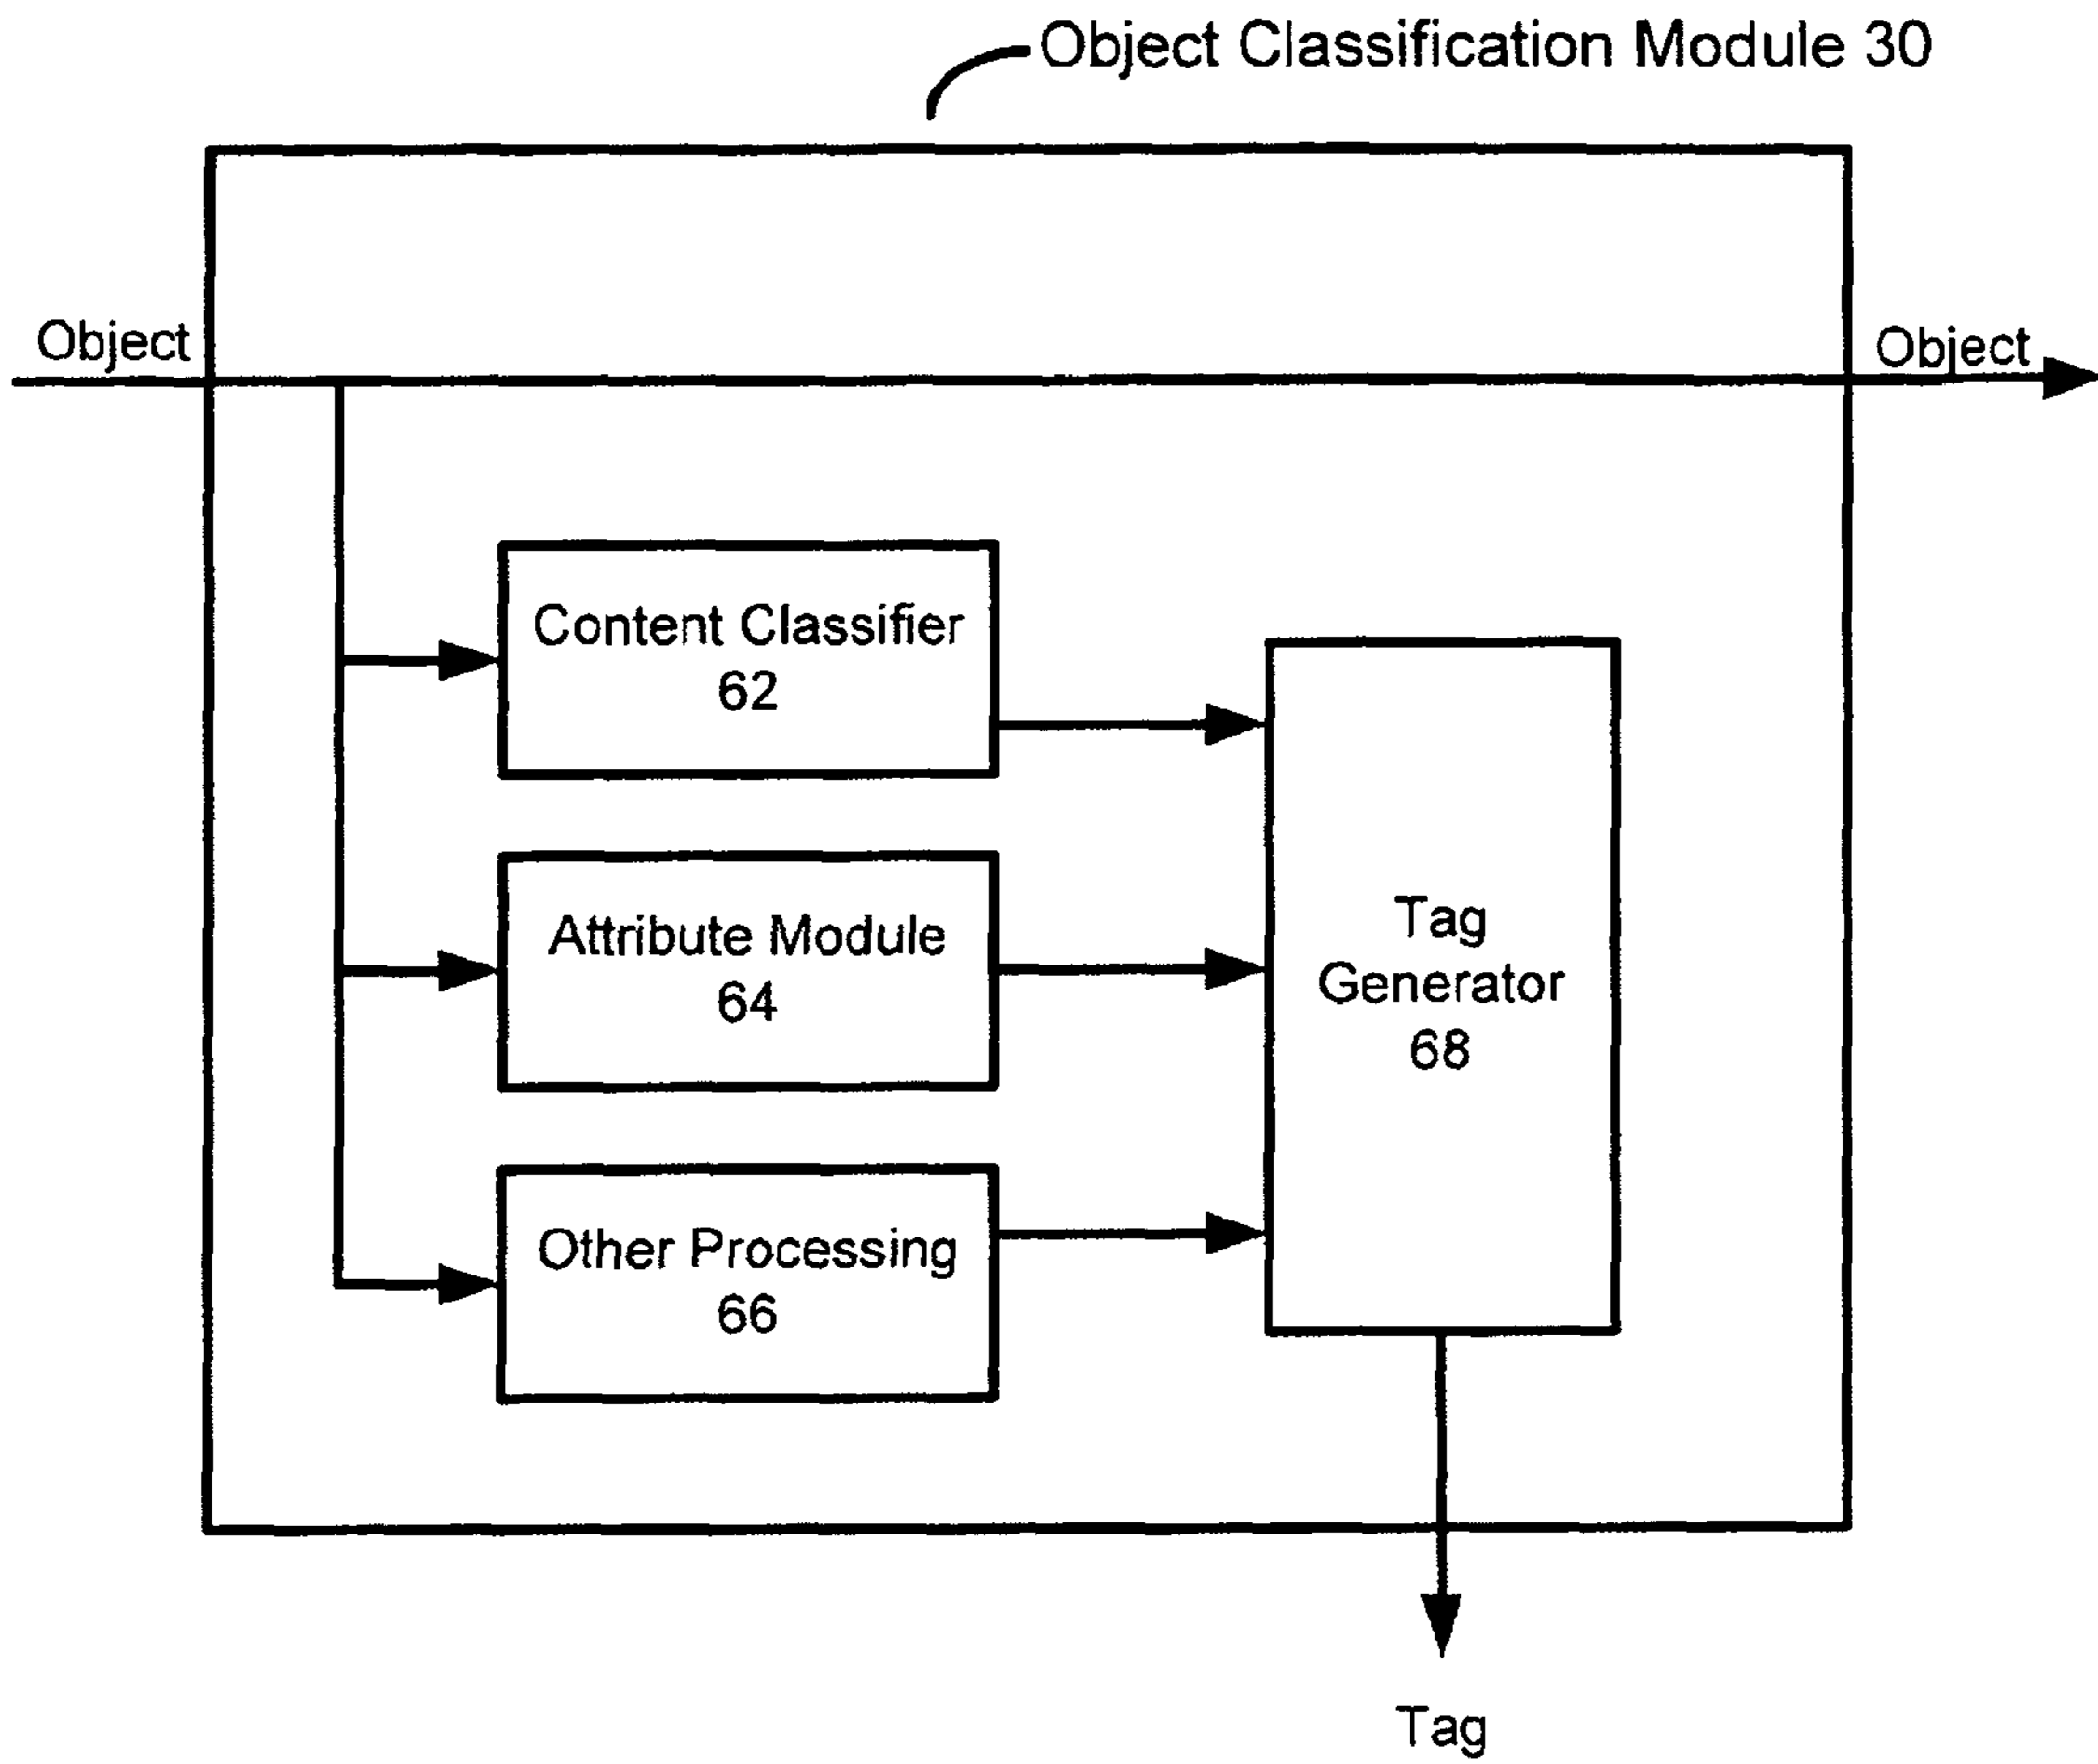 Object Classification Module 30
Object
Object
Content Classifier
62
Attribute Module
64
Other Processing
66
Tag
Generator
68
Tag